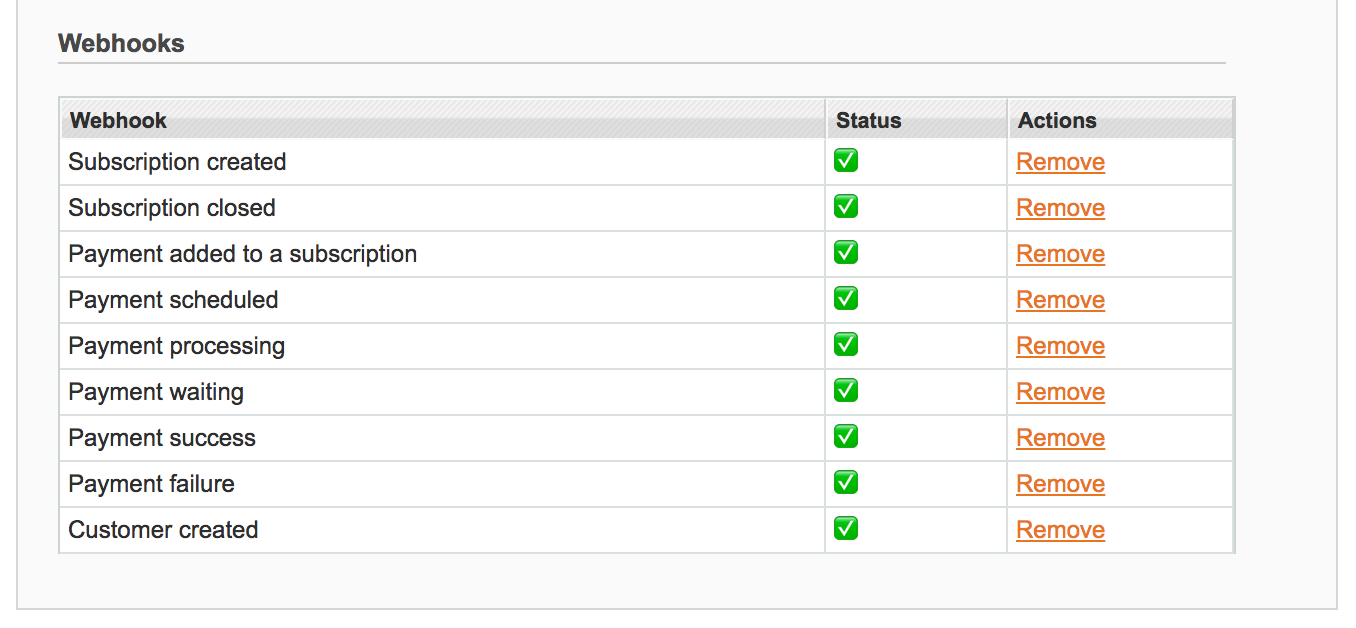 Webhooks
Webhook Status Actions
Subscription created ✅ Remove
Subscription closed ✅ Remove
Payment added to a subscription ✅ Remove
Payment scheduled ✅ Remove
Payment processing ✅ Remove
Payment waiting ✅ Remove
Payment success ✅ Remove
Payment failure ✅ Remove
Customer created ✅ Remove